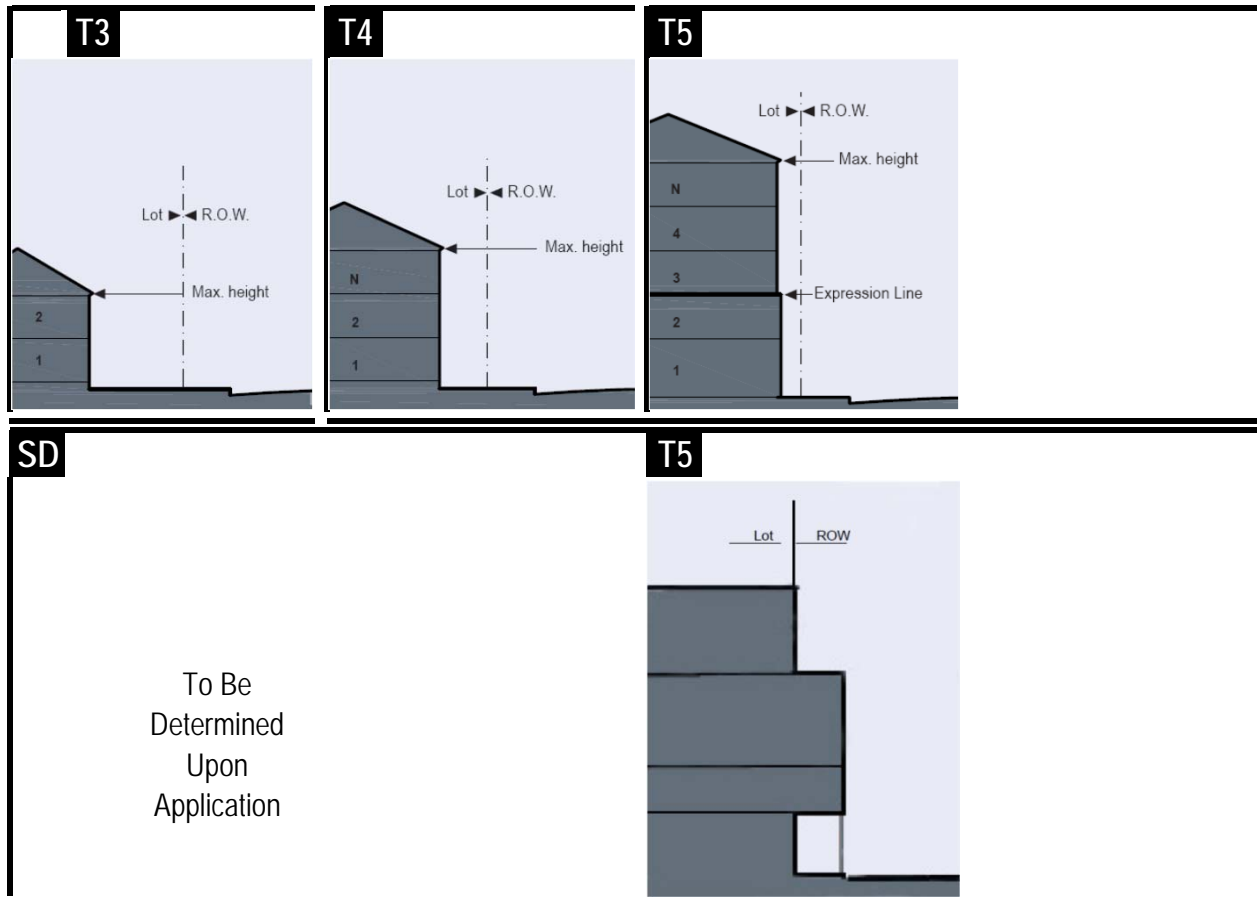 T3
Lot R.O.W.
Max. height
2
1
T4
Lot R.O.W.
Max. height
N
2
1
T5
Lot R.O.W.
Max. height
N
4
3
Expression Line
2
1
SD
To Be
Determined
Upon
Application
T5
Lot ROW